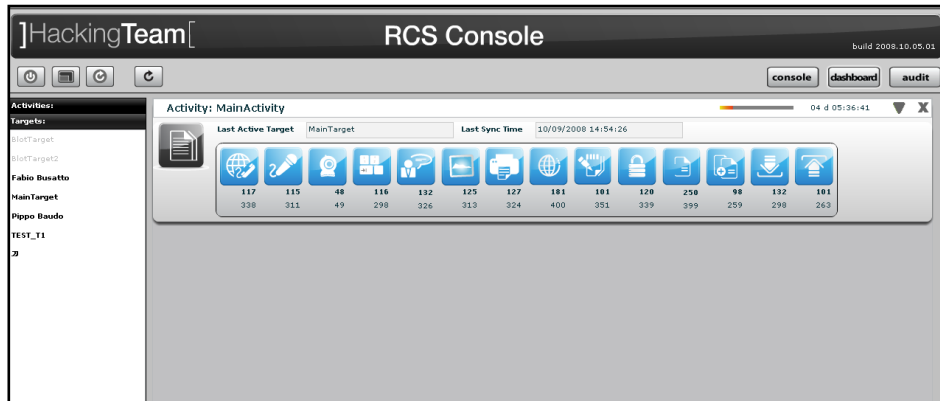 ]HackingTeam[
RCS Console
build 2008.10.05.01
console dashboard audit
Activities:
Targets:
BlotTarget
BlotTarget2
Fabio Busatto
MainTarget
Pippo Baudo
TEST_T1
Activity: MainActivity
04 d 05:36:41
X
Last Active Target MainTarget Last Sync Time 10/09/2008 14:54:26
117 115 48 116 132 125 127 181 101 120 250 98 132 101
338 311 49 298 326 313 324 400 351 339 399 259 298 263